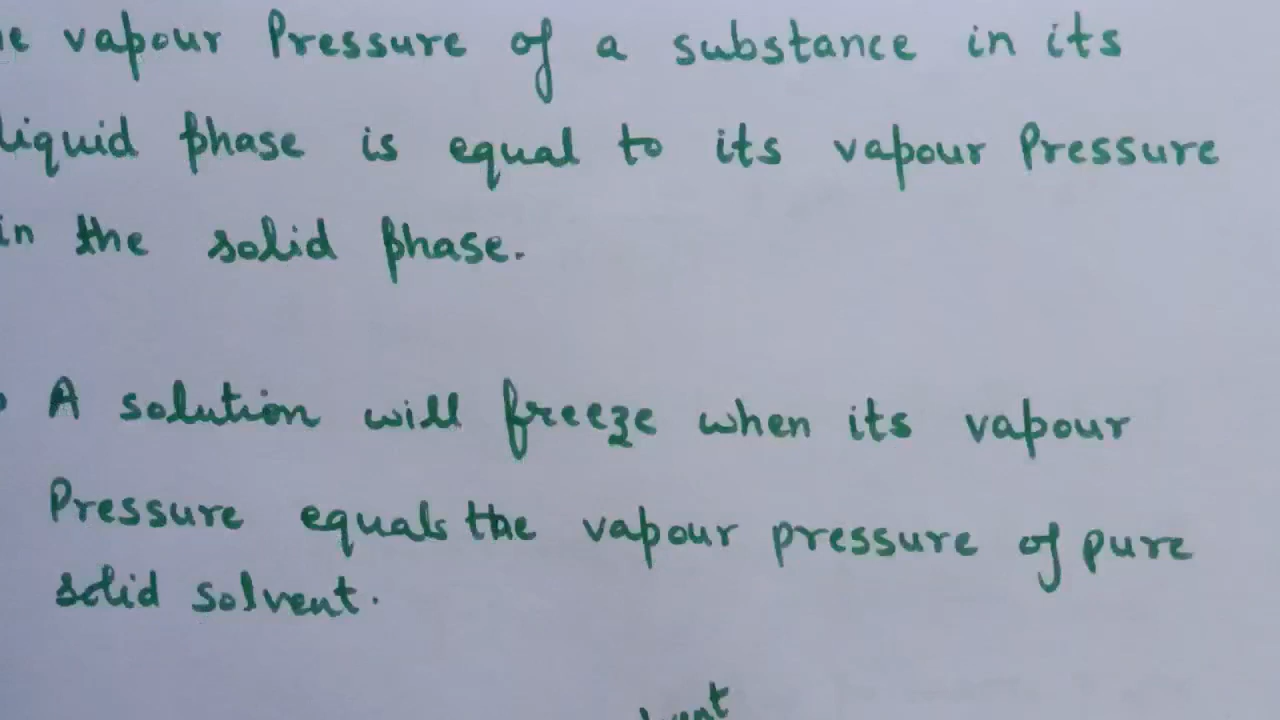 vapour Pressure of a substance in its
liquid phase is equal to its vapour Pressure
in the solid phase.
A solution will freeze when its vapour
Pressure equals the vapour pressure of pure
solid solvent.